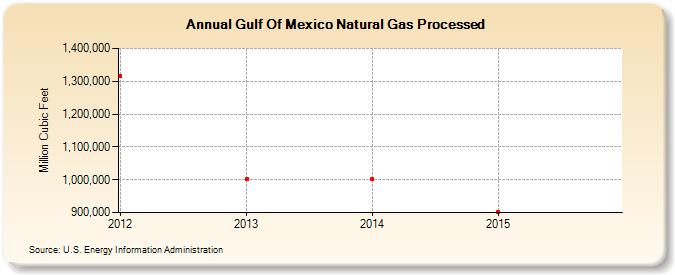 Annual Gulf Of Mexico Natural Gas Processed
Million Cubic Feet
1,400,000
1,300,000
1,200,000
1,100,000
1,000,000
900,000
2012 2013 2014 2015
Source: U.S. Energy Information Administration